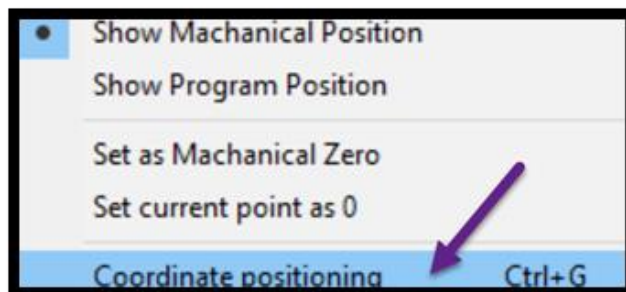 Show Machanical Position
Show Program Position
Set as Machanical Zero
Set current point as 0
Coordinate positioning Ctrl+G